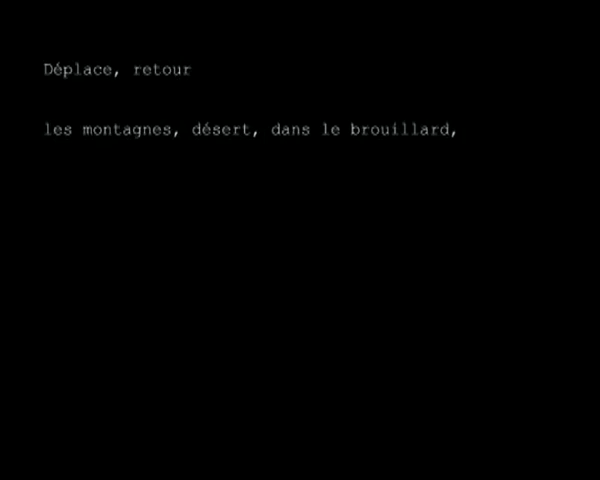 Déplace, retour
les montagnes, désert, dans le brouillard,